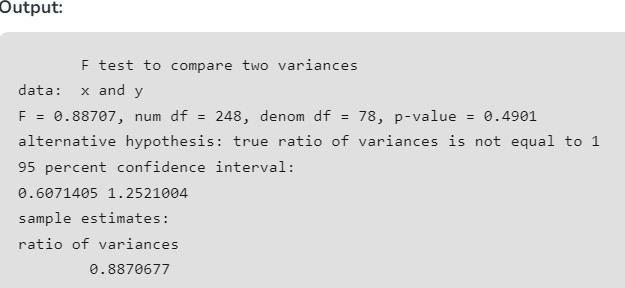 Output:
F test to compare two variances
data:  x and y
F = 0.88707, num df = 248, denom df = 78, p-value = 0.4901
alternative hypothesis: true ratio of variances is not equal to 1
95 percent confidence interval:
0.6071405 1.2521004
sample estimates:
ratio of variances
0.8870677